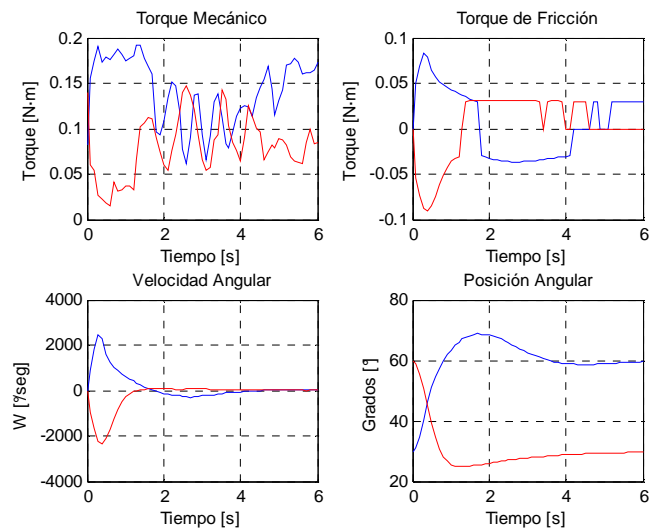 Torque Mecánico
Torque [N·m]
0.2
0.15
0.1
0.05
0
0 2 4 6
Tiempo [s]
Torque de Fricción
Torque [N·m]
0.1
0.05
0
-0.05
-0.1
0 2 4 6
Tiempo [s]
Velocidad Angular
W [º/seg]
4000
2000
0
-2000
-4000
0 2 4 6
Tiempo [s]
Posición Angular
Grados [º]
80
60
40
20
0 2 4 6
Tiempo [s]